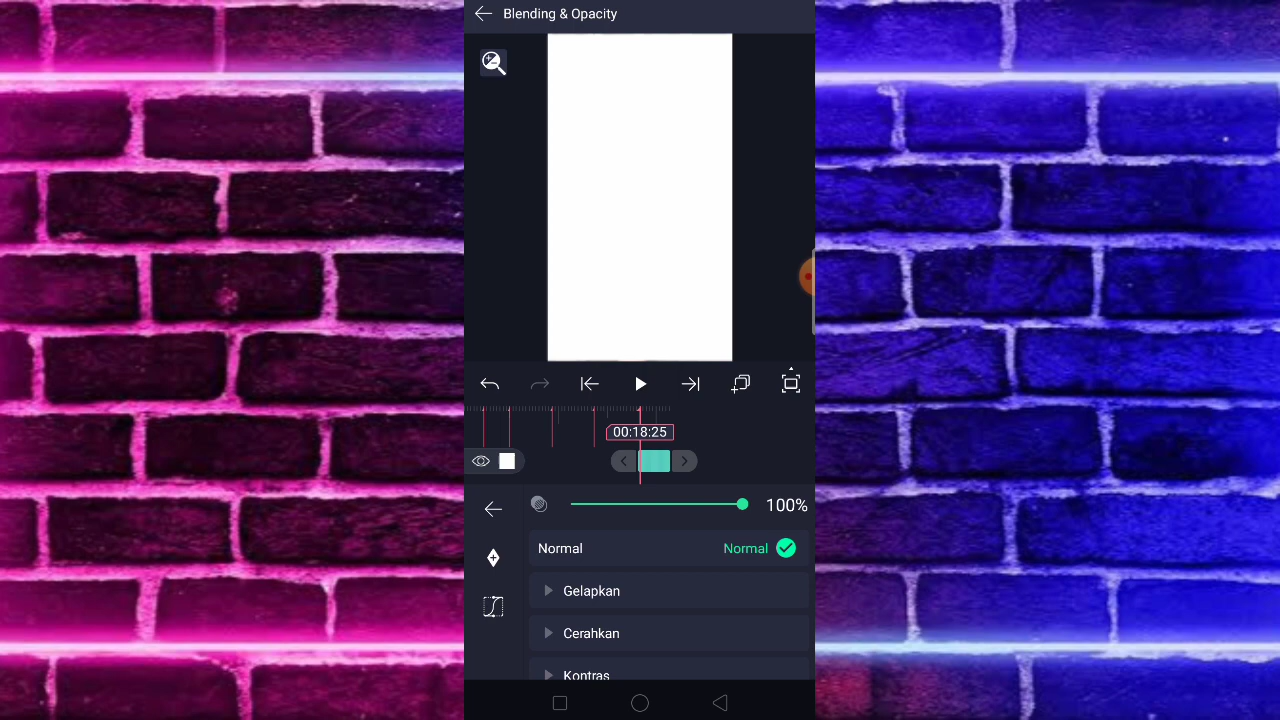 Blending & Opacity
00:18:25
100%
Normal Normal
Gelapkan
Cerahkan
Kontras